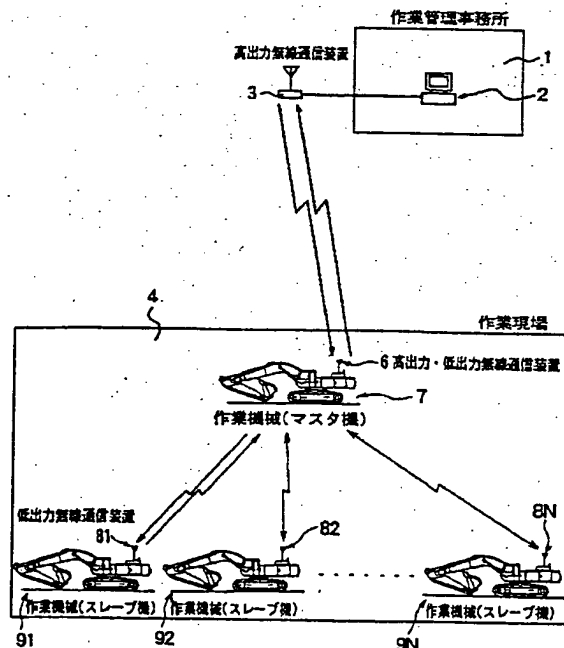 作業管理事務所
1
高出力無線通信装置
3
2
4
作業現場
6 高出力・低出力無線通信装置
7
作業機械(マスタ機)
低出力無線通信装置
81
82
8N
作業機械(スレーブ機)
作業機械(スレーブ機)
作業機械(スレーブ機)
91
92
9N